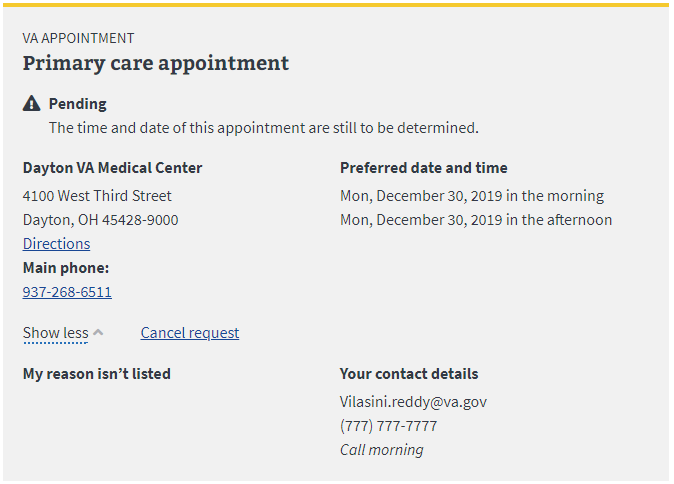 VA APPOINTMENT
Primary care appointment
Pending
The time and date of this appointment are still to be determined.
Dayton VA Medical Center
4100 West Third Street
Dayton, OH 45428-9000
Directions
Main phone:
937-268-6511
Preferred date and time
Mon, December 30, 2019 in the morning
Mon, December 30, 2019 in the afternoon
Show less
Cancel request
My reason isn’t listed
Your contact details
Vilasini.reddy@va.gov
(777) 777-7777
Call morning